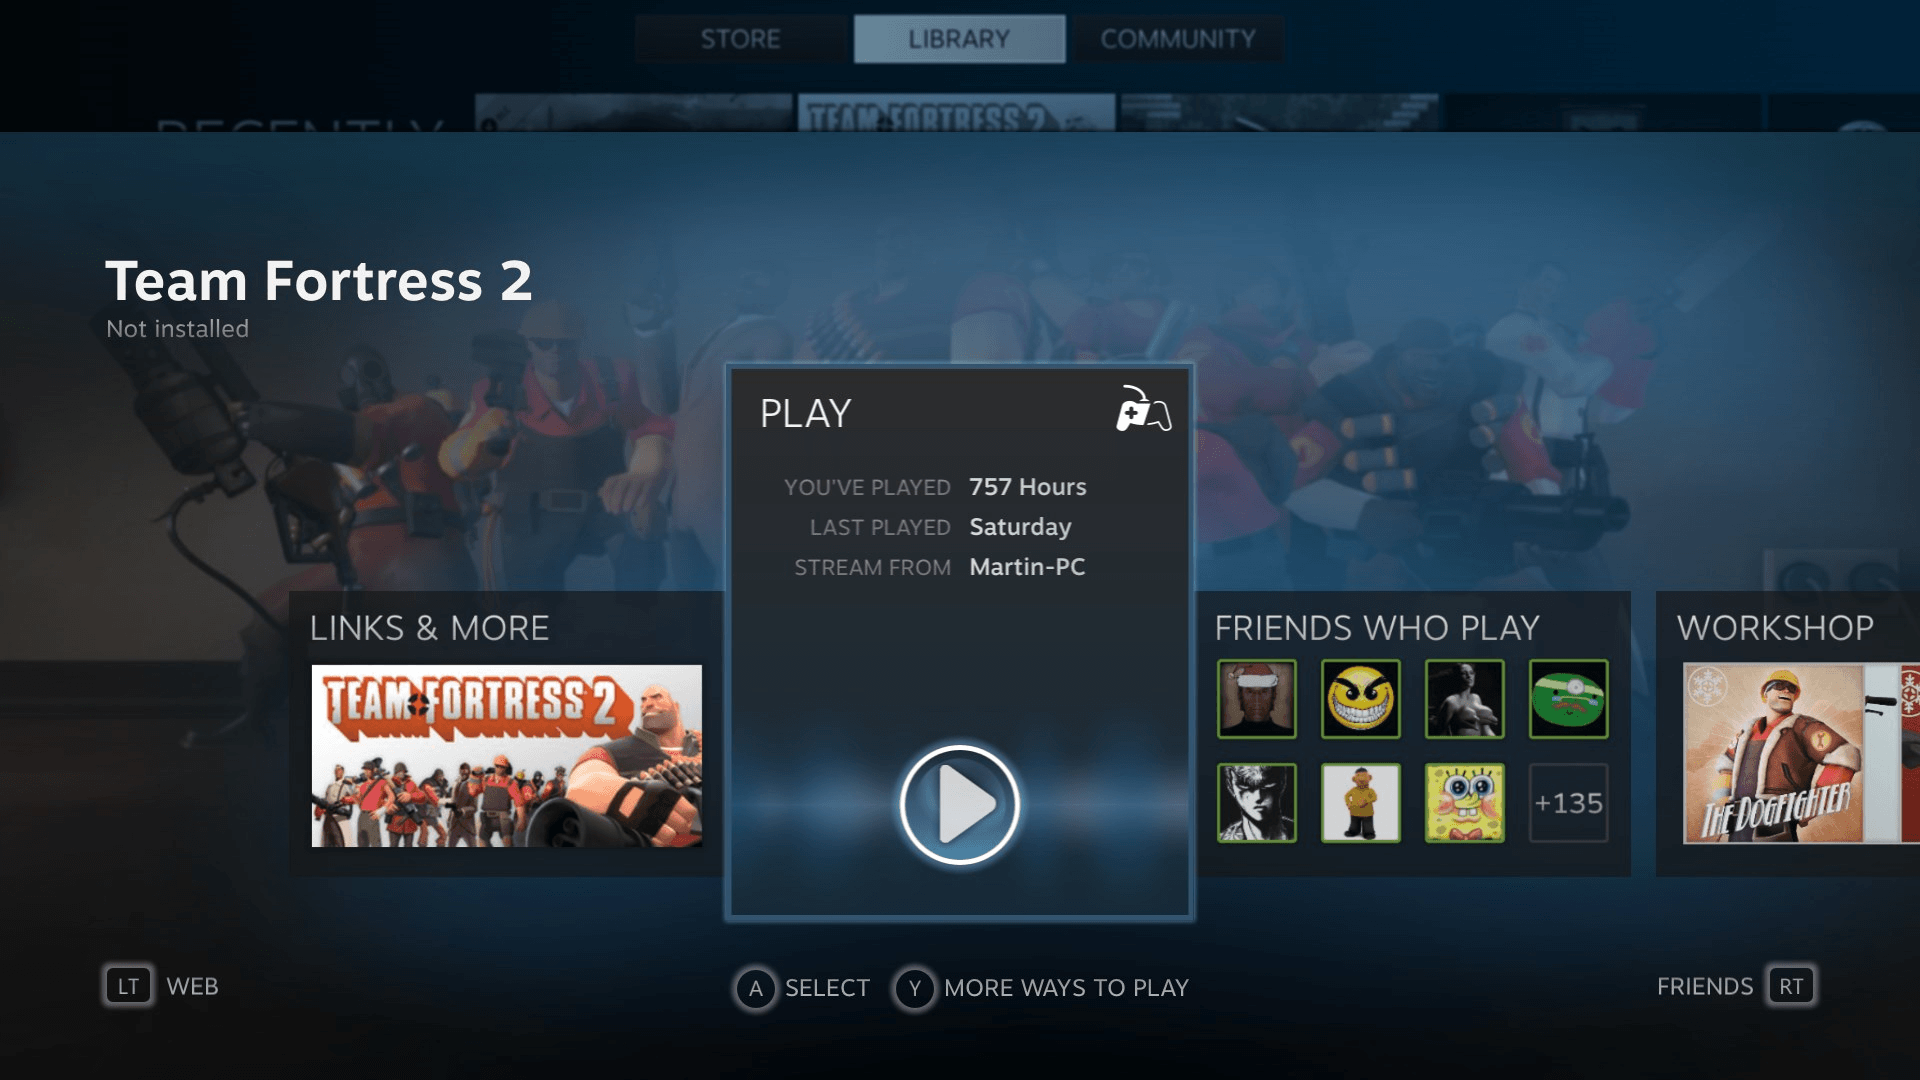 STORE
LIBRARY
COMMUNITY
RECENTLY
TEAM FORTRESS 2
Team Fortress 2
Not installed
PLAY
YOU'VE PLAYED 757 Hours
LAST PLAYED Saturday
STREAM FROM Martin-PC
LINKS & MORE
TEAM FORTRESS 2
FRIENDS WHO PLAY
+135
WORKSHOP
THE DOGFIGHTER
LT WEB
A SELECT
Y MORE WAYS TO PLAY
FRIENDS RT